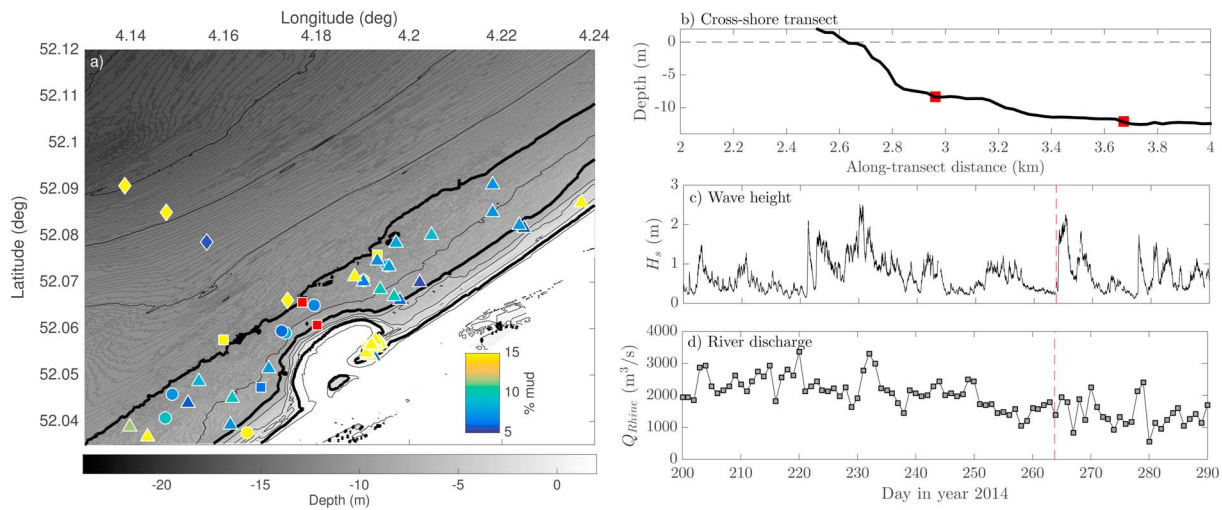 Longitude (deg)
4.14 4.16 4.18 4.2 4.22 4.24
52.12
52.11
52.1
52.09
52.08
52.07
52.06
52.05
52.04
Latitude (deg)
a)
15
10
5
% mud
-20 -15 -10 -5 0
Depth (m)
b) Cross-shore transect
0
-5
-10
Depth (m)
2 2.2 2.4 2.6 2.8 3 3.2 3.4 3.6 3.8 4
Along-transect distance (km)
c) Wave height
3
2
1
0
H_s (m)
d) River discharge
4000
3000
2000
1000
0
Q_Rhine (m³/s)
200 210 220 230 240 250 260 270 280 290
Day in year 2014